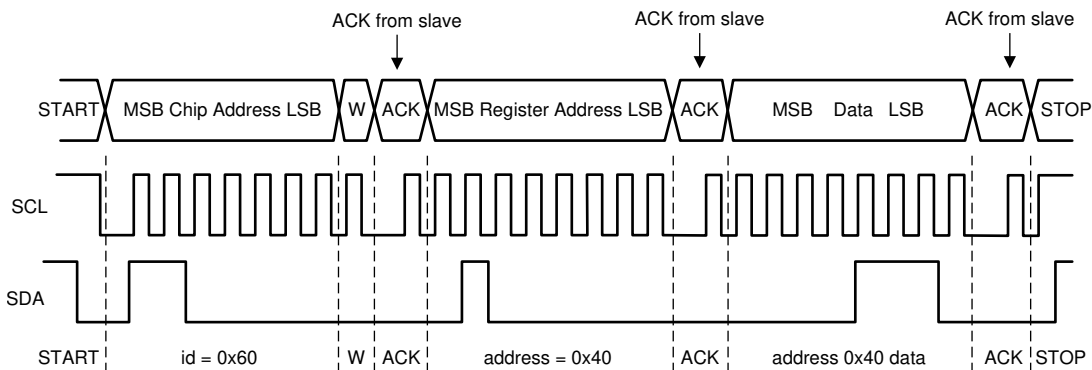 ACK from slave ACK from slave ACK from slave
START MSB Chip Address LSB W ACK MSB Register Address LSB ACK MSB Data LSB ACK STOP
SCL
SDA
START id = 0x60 W ACK address = 0x40 ACK address 0x40 data ACK STOP